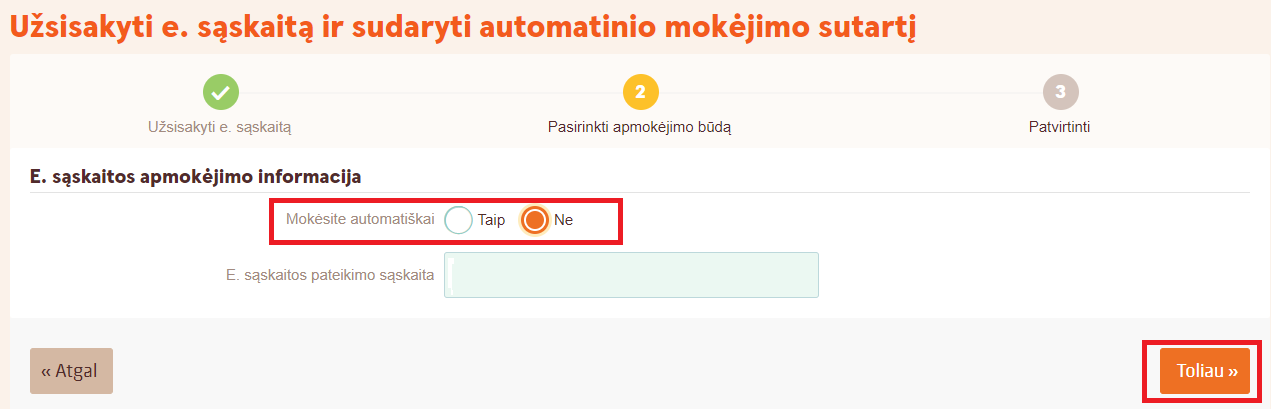 Užsisakyti e. sąskaitą ir sudaryti automatinio mokėjimo sutartį
2 3
Užsisakyti e. sąskaitą Pasirinkti apmokėjimo būdą Patvirtinti
E. sąskaitos apmokėjimo informacija
Mokėsite automatiškai Taip Ne
E. sąskaitos pateikimo sąskaita
« Atgal Toliau »